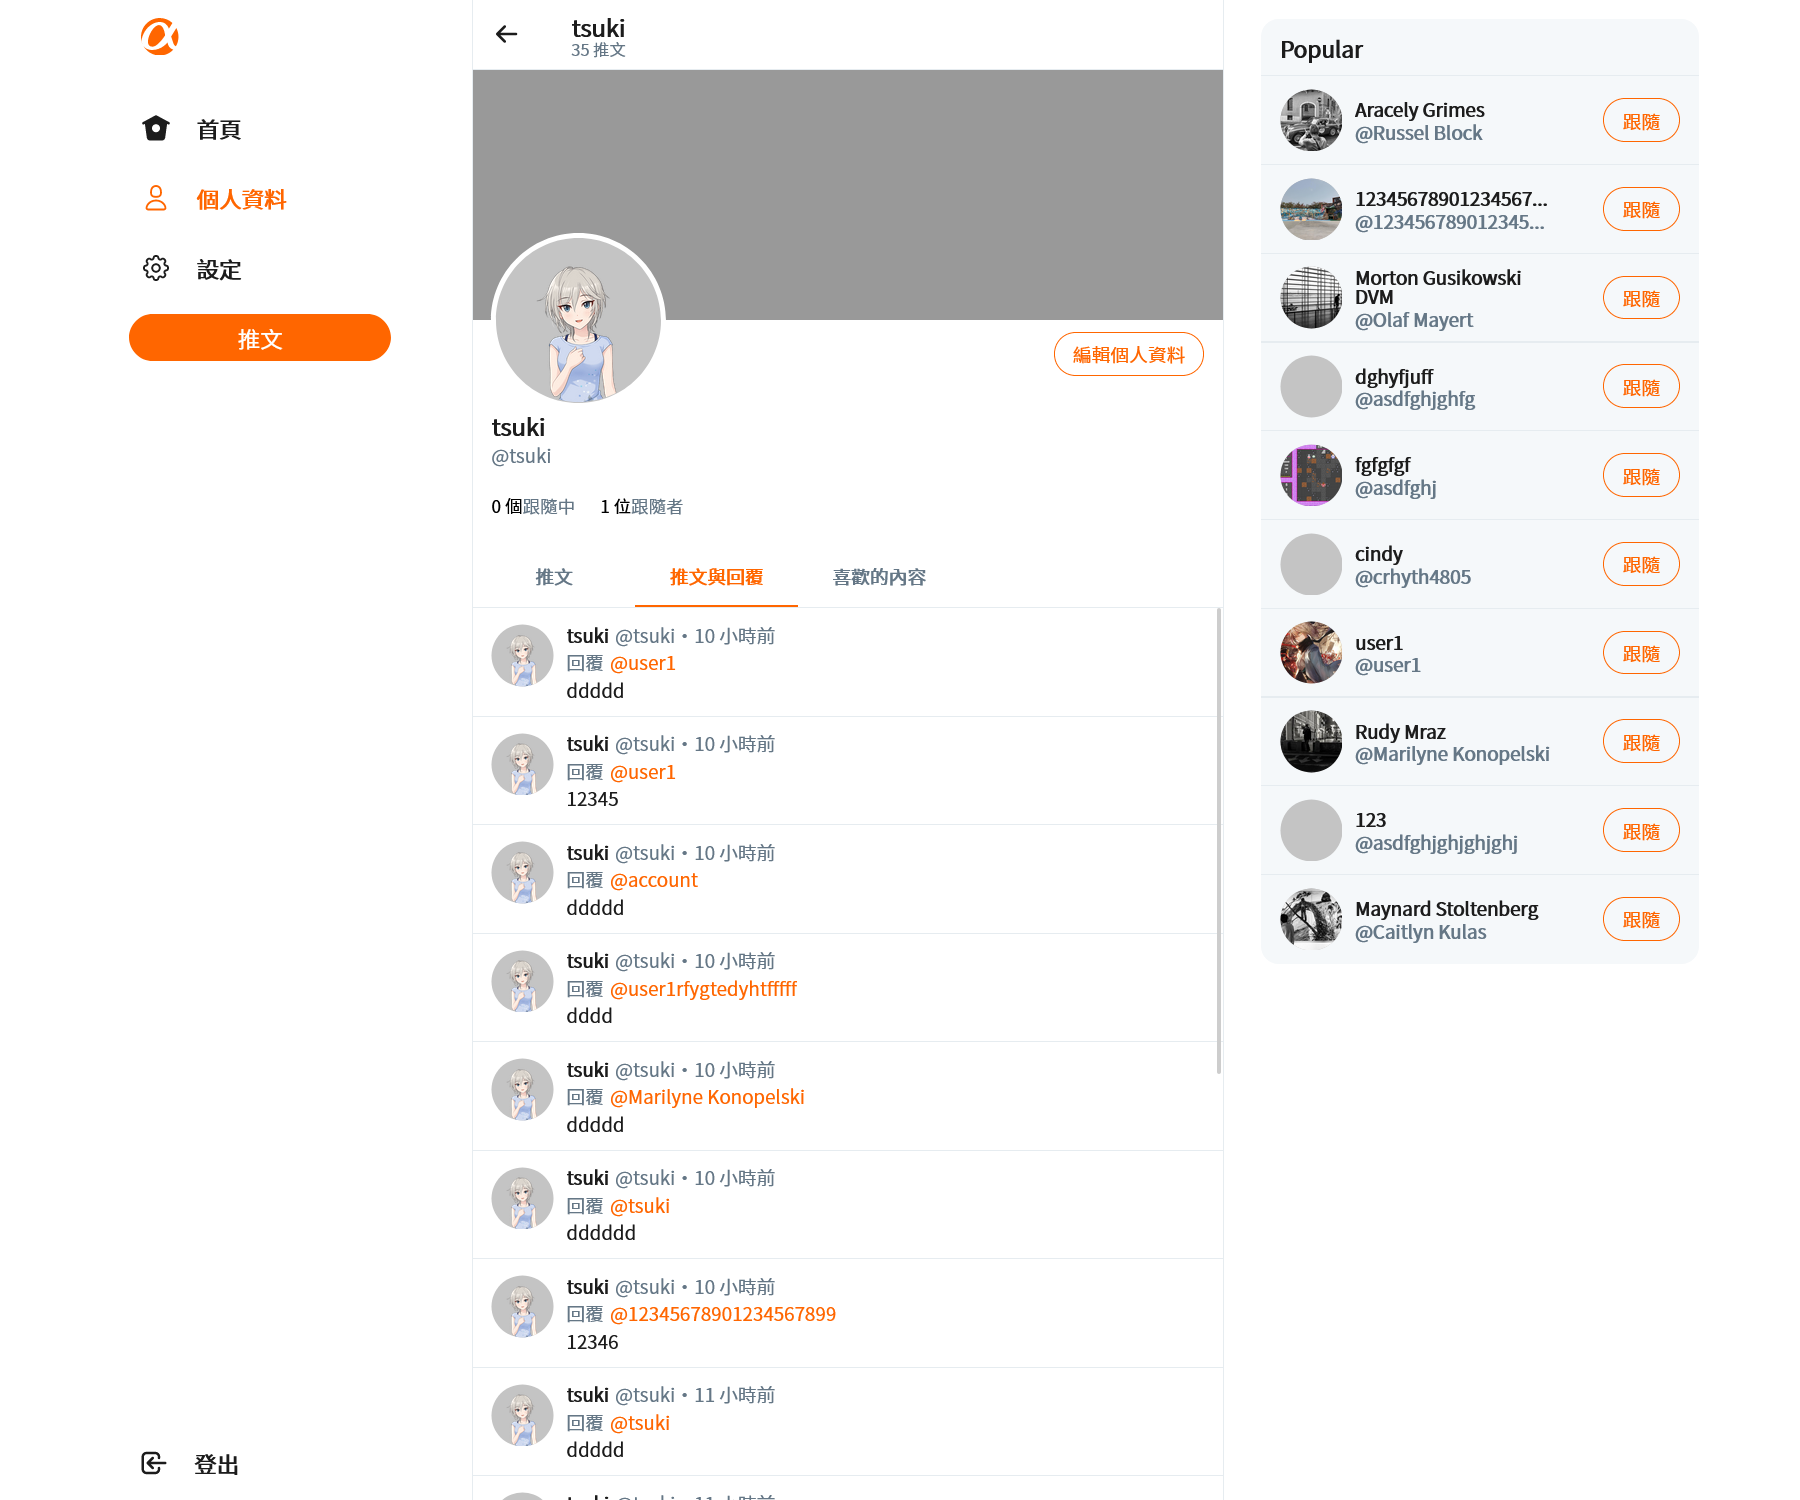 首頁
個人資料
設定
推文
登出
tsuki
35 推文
編輯個人資料
tsuki
@tsuki
0 個跟隨中 1 位跟隨者
推文 推文與回覆 喜歡的內容
tsuki @tsuki・10 小時前
回覆 @user1
ddddd
tsuki @tsuki・10 小時前
回覆 @user1
12345
tsuki @tsuki・10 小時前
回覆 @account
ddddd
tsuki @tsuki・10 小時前
回覆 @user1rfygtedyhtfffff
dddd
tsuki @tsuki・10 小時前
回覆 @Marilyne Konopelski
ddddd
tsuki @tsuki・10 小時前
回覆 @tsuki
dddddd
tsuki @tsuki・10 小時前
回覆 @12345678901234567899
12346
tsuki @tsuki・11 小時前
回覆 @tsuki
ddddd
tsuki @tsuki・11 小時前
Popular
Aracely Grimes
@Russel Block
跟隨
12345678901234567...
@123456789012345...
跟隨
Morton Gusikowski
DVM
@Olaf Mayert
跟隨
dghyfjuff
@asdfghjghfg
跟隨
fgfgfgf
@asdfghj
跟隨
cindy
@crhyth4805
跟隨
user1
@user1
跟隨
Rudy Mraz
@Marilyne Konopelski
跟隨
123
@asdfghjghjghjghj
跟隨
Maynard Stoltenberg
@Caitlyn Kulas
跟隨